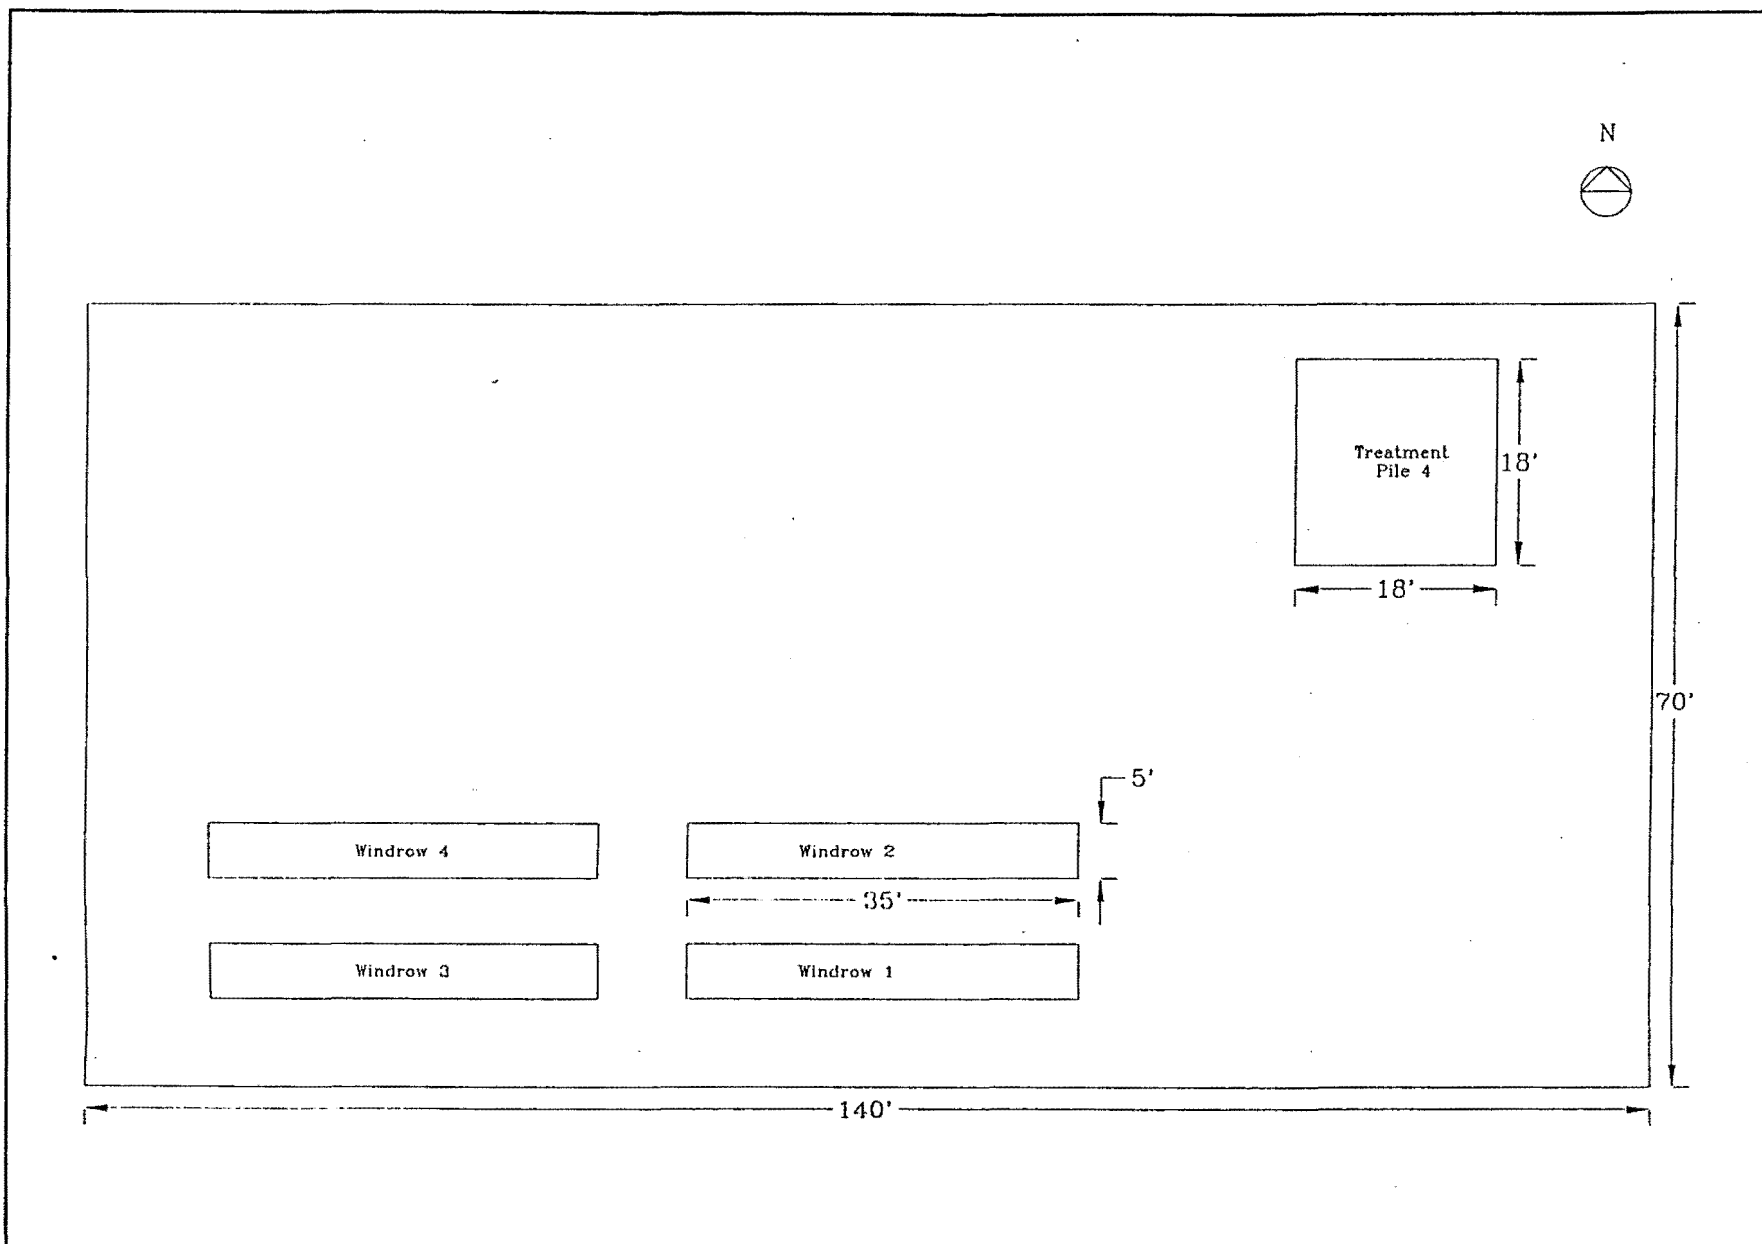 N
Treatment
Pile 4
18'
18'
70'
5'
Windrow 4
Windrow 2
35'
Windrow 3
Windrow 1
140'